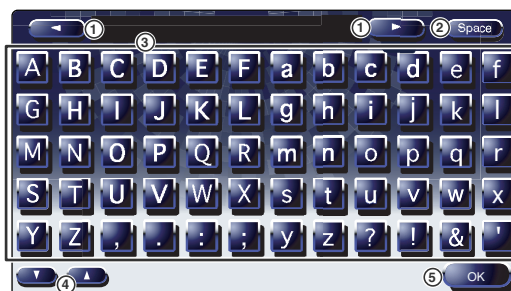 ◄ ① ① ► ② Space
③
A B C D E F a b c d e f
G H I J K L g h i j k l
M N O P Q R m n o p q r
S T U V W X s t u v w x
Y Z , . : ; y z ? ! & '
▼ ④ ▲ ⑤ OK